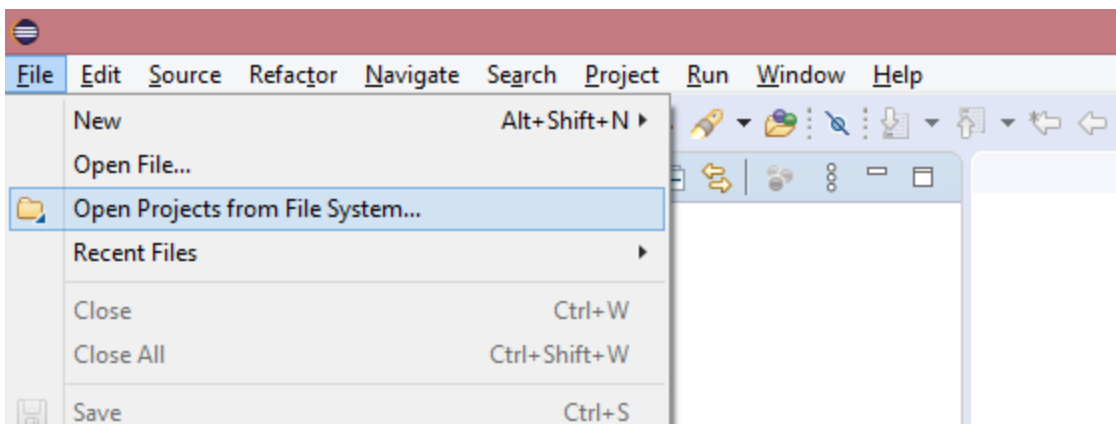 File Edit Source Refactor Navigate Search Project Run Window Help
New Alt+Shift+N
Open File...
Open Projects from File System...
Recent Files
Close Ctrl+W
Close All Ctrl+Shift+W
Save Ctrl+S